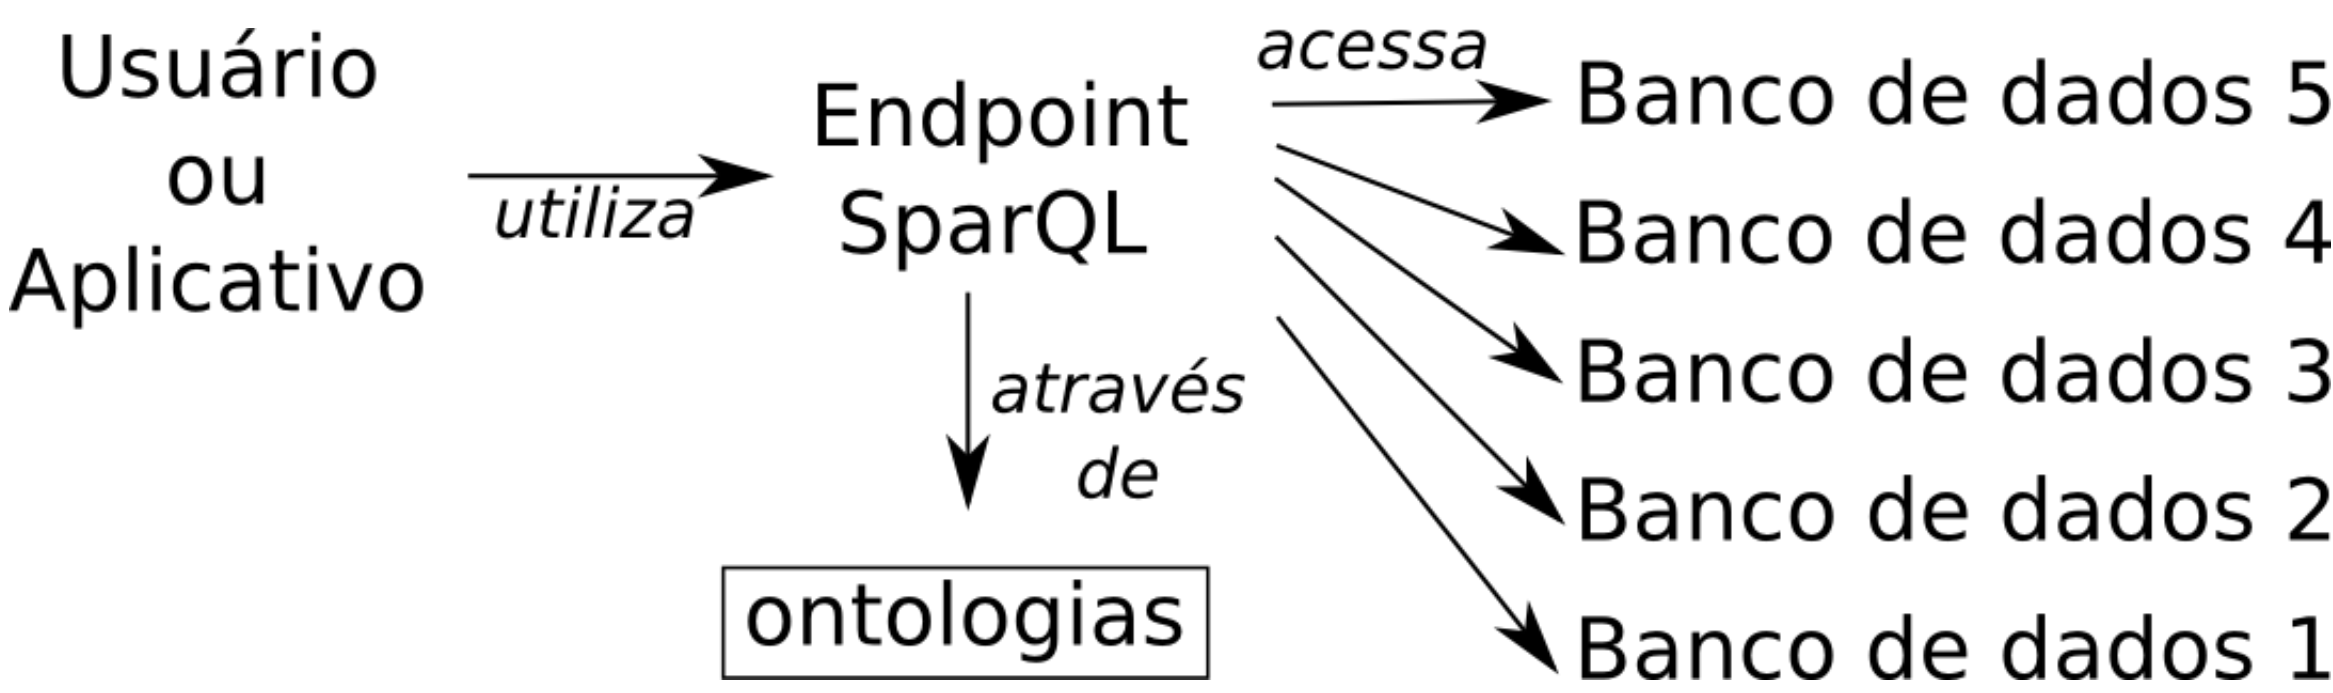 Usuário
ou
Aplicativo
utiliza
Endpoint
SparQL
através
de
ontologias
acessa
Banco de dados 5
Banco de dados 4
Banco de dados 3
Banco de dados 2
Banco de dados 1